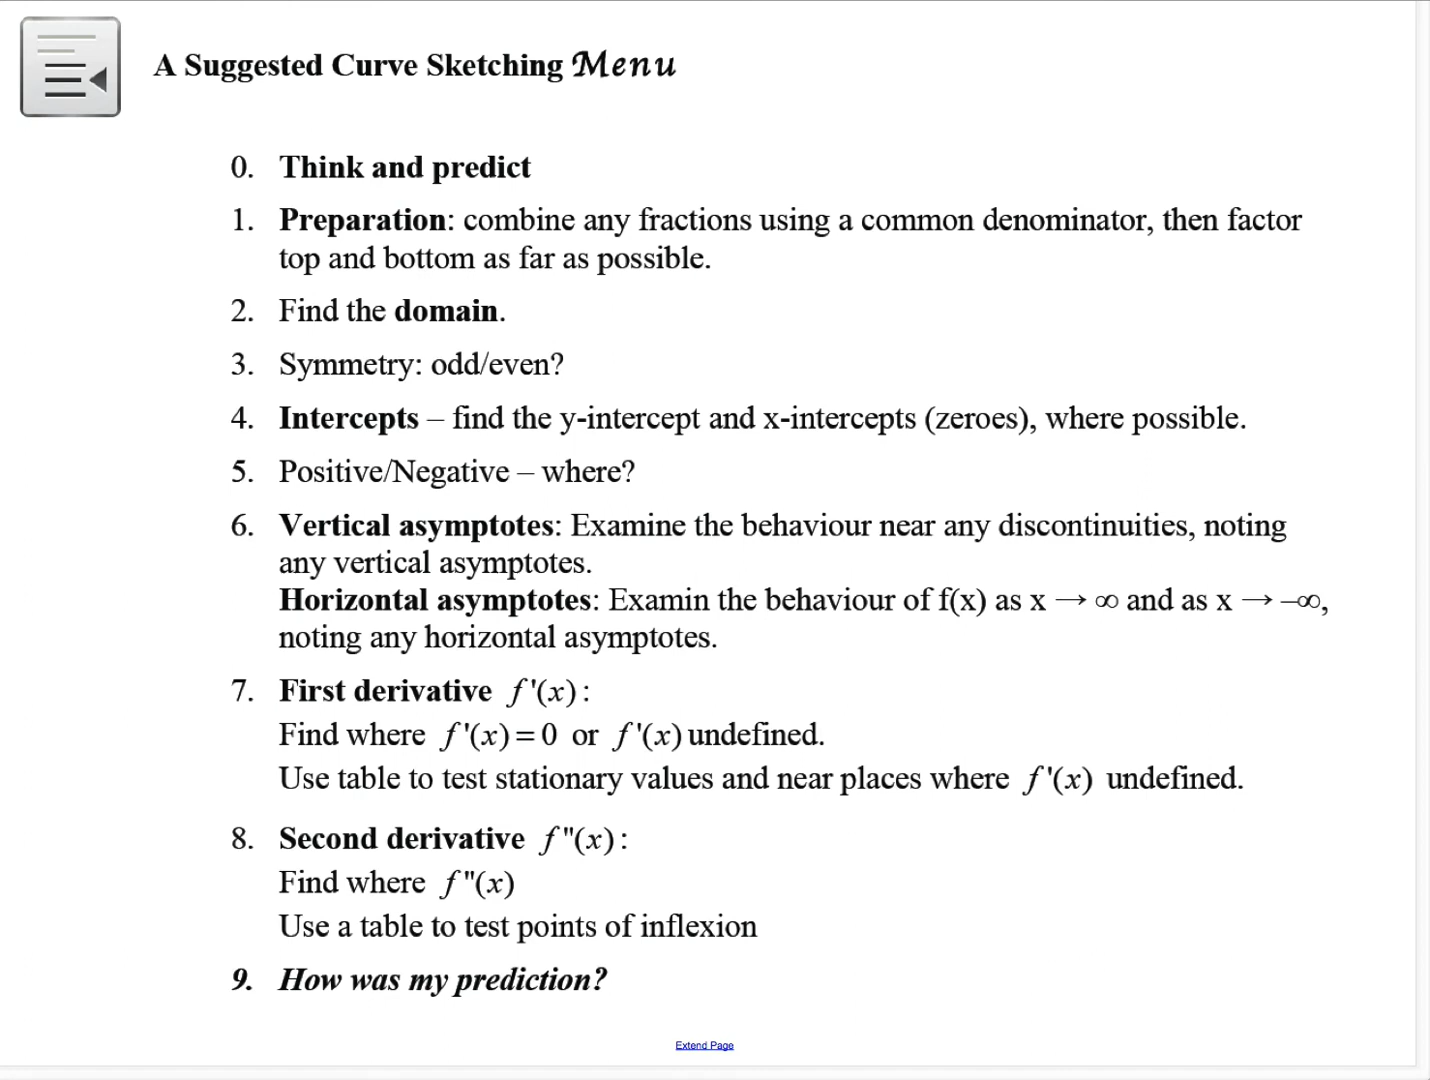 A Suggested Curve Sketching Menu
0. Think and predict
1. Preparation: combine any fractions using a common denominator, then factor
top and bottom as far as possible.
2. Find the domain.
3. Symmetry: odd/even?
4. Intercepts – find the y-intercept and x-intercepts (zeroes), where possible.
5. Positive/Negative – where?
6. Vertical asymptotes: Examine the behaviour near any discontinuities, noting
any vertical asymptotes.
Horizontal asymptotes: Examin the behaviour of f(x) as x → ∞ and as x → –∞,
noting any horizontal asymptotes.
7. First derivative f'(x):
Find where f'(x)=0 or f'(x) undefined.
Use table to test stationary values and near places where f'(x) undefined.
8. Second derivative f"(x):
Find where f"(x)
Use a table to test points of inflexion
9. How was my prediction?
Extend Page